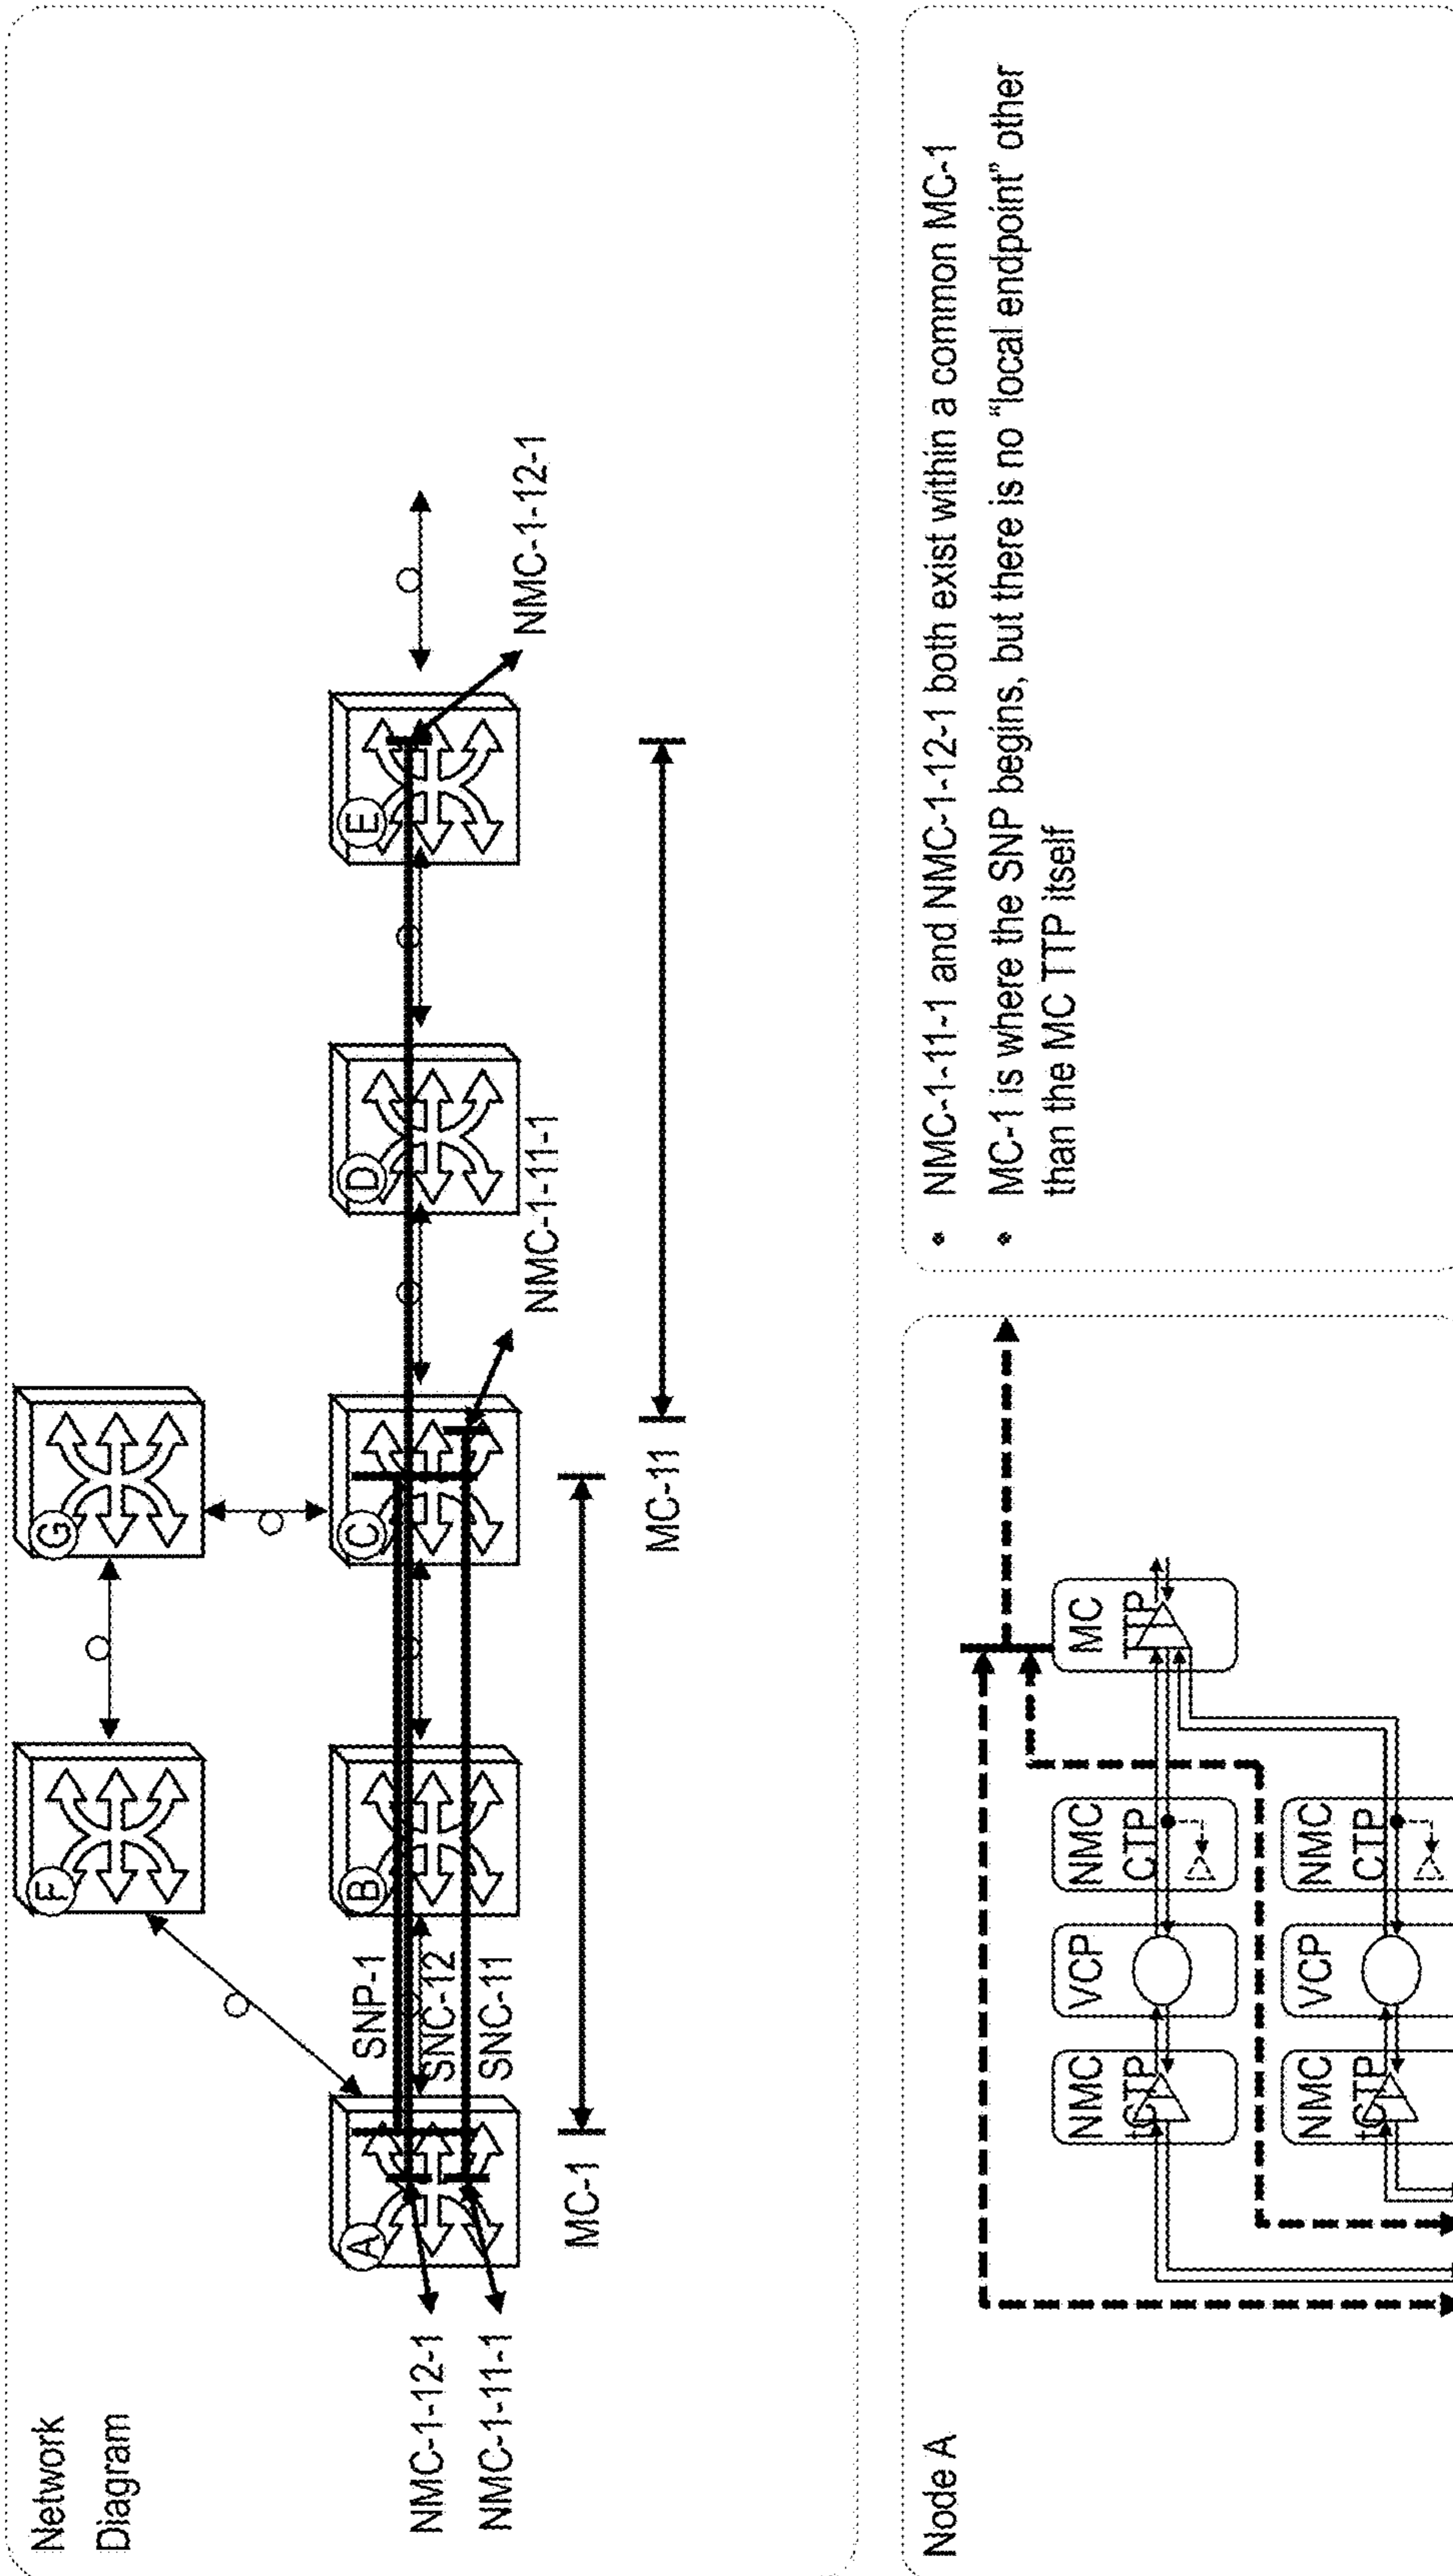 Network
Diagram
F
G
A
B
C
D
E
SNP-1
SNC-12
SNC-11
NMC-1-12-1
NMC-1-11-1
NMC-1-11-1
NMC-1-12-1
MC-1
MC-11
Node A
NMC
tCTP
VCP
NMC
CTP
MC
TTP
NMC
tCTP
VCP
NMC
CTP
• NMC-1-11-1 and NMC-1-12-1 both exist within a common MC-1
• MC-1 is where the SNP begins, but there is no "local endpoint" other
than the MC TTP itself